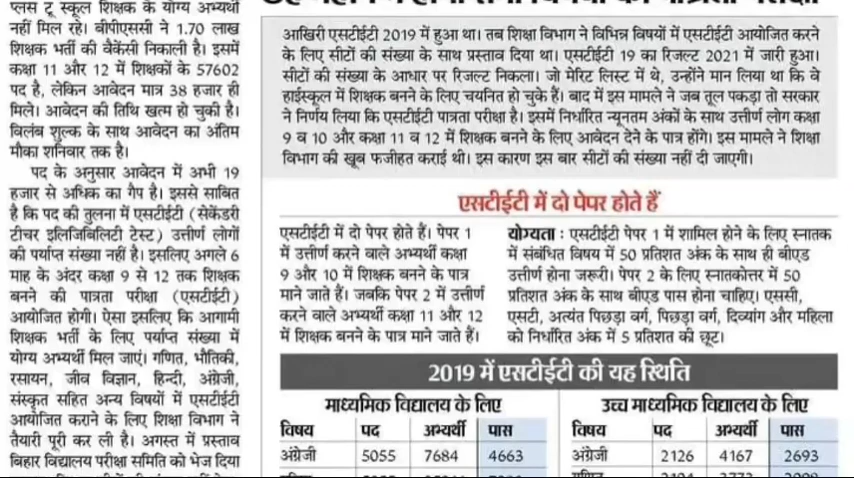 प्लस टू स्कूल शिक्षक के योग्य अभ्यर्थी
नहीं मिल रहे। बीपीएससी ने 1.70 लाख
शिक्षक भर्ती की वैकेंसी निकाली है। इसमें
कक्षा 11 और 12 में शिक्षकों के 57602
पद है, लेकिन आवेदन मात्र 38 हजार ही
मिले। आवेदन की तिथि खत्म हो चुकी है।
विलंब शुल्क के साथ आवेदन का अंतिम
मौका शनिवार तक है।
पद के अनुसार आवेदन में अभी 19
हजार से अधिक का गैप है। इससे साबित
है कि पद की तुलना में एसटीईटी (सेकेंडरी
टीचर इलिजिबिलिटी टेस्ट) उत्तीर्ण लोगों
की पर्याप्त संख्या नहीं है। इसलिए अगले 6
माह के अंदर कक्षा 9 से 12 तक शिक्षक
बनने की पात्रता परीक्षा (एसटीईटी)
आयोजित होगी। ऐसा इसलिए कि आगामी
शिक्षक भर्ती के लिए पर्याप्त संख्या में
योग्य अभ्यर्थी मिल जाएं। गणित, भौतिकी,
रसायन, जीव विज्ञान, हिन्दी, अंग्रेजी,
संस्कृत सहित अन्य विषयों में एसटीईटी
आयोजित कराने के लिए शिक्षा विभाग ने
तैयारी पूरी कर ली है। अगस्त में प्रस्ताव
बिहार विद्यालय परीक्षा समिति को भेज दिया
आखिरी एसटीईटी 2019 में हुआ था। तब शिक्षा विभाग ने विभिन्न विषयों में एसटीईटी आयोजित करने
के लिए सीटों की संख्या के साथ प्रस्ताव दिया था। एसटीईटी 19 का रिजल्ट 2021 में जारी हुआ।
सीटों की संख्या के आधार पर रिजल्ट निकला। जो मेरिट लिस्ट में थे, उन्होंने मान लिया था कि वे
हाईस्कूल में शिक्षक बनने के लिए चयनित हो चुके हैं। बाद में इस मामले ने जब तूल पकड़ा तो सरकार
ने निर्णय लिया कि एसटीईटी पात्रता परीक्षा है। इसमें निर्धारित न्यूनतम अंकों के साथ उत्तीर्ण लोग कक्षा
9 व 10 और कक्षा 11 व 12 में शिक्षक बनने के लिए आवेदन देने के पात्र होंगे। इस मामले ने शिक्षा
विभाग की खूब फजीहत कराई थी। इस कारण इस बार सीटों की संख्या नहीं दी जाएगी।
एसटीईटी में दो पेपर होते हैं
एसटीईटी में दो पेपर होते हैं। पेपर 1
में उत्तीर्ण करने वाले अभ्यर्थी कक्षा
9 और 10 में शिक्षक बनने के पात्र
माने जाते हैं। जबकि पेपर 2 में उत्तीर्ण
करने वाले अभ्यर्थी कक्षा 11 और 12
में शिक्षक बनने के पात्र माने जाते हैं।
योग्यता : एसटीईटी पेपर 1 में शामिल होने के लिए स्नातक
में संबंधित विषय में 50 प्रतिशत अंक के साथ ही बीएड
उत्तीर्ण होना जरूरी। पेपर 2 के लिए स्नातकोत्तर में 50
प्रतिशत अंक के साथ बीएड पास होना चाहिए। एससी,
एसटी, अत्यंत पिछड़ा वर्ग, पिछड़ा वर्ग, दिव्यांग और महिला
को निर्धारित अंक में 5 प्रतिशत की छूट।
2019 में एसटीईटी की यह स्थिति
माध्यमिक विद्यालय के लिए
विषय पद अभ्यर्थी पास
अंग्रेजी 5055 7684 4663
उच्च माध्यमिक विद्यालय के लिए
विषय पद अभ्यर्थी पास
अंग्रेजी 2126 4167 2693